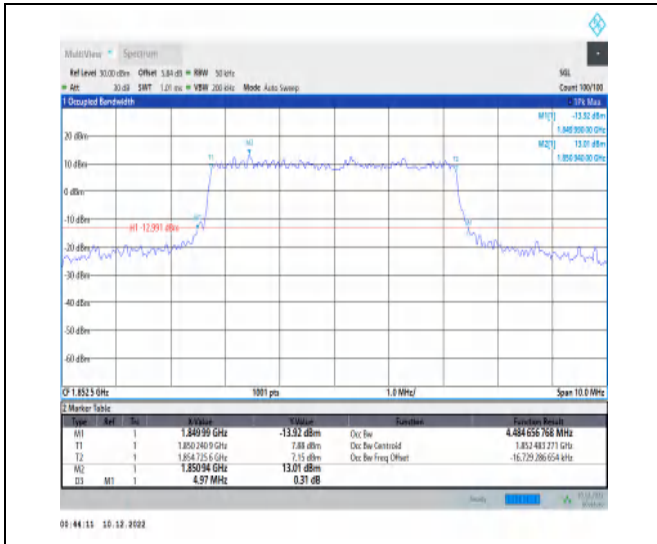 MultiView Spectrum
Ref Level 30.00 dBm Offset 5.84 dB RBW 50 kHz SGL
Att 30 dB SWT 1.01 ms VBW 200 kHz Mode Auto Sweep Count 100/100
1 Occupied Bandwidth 1Pk Max
M1[1] -13.92 dBm
1.849 990 00 GHz
M2[1] 13.01 dBm
1.850 940 00 GHz
20 dBm
M2
T1 T2
10 dBm
0 dBm
-10 dBm
H1 -12.991 dBm
-20 dBm
-30 dBm
-40 dBm
-50 dBm
-60 dBm
CF 1.852 5 GHz 1001 pts 1.0 MHz/ Span 10.0 MHz
2 Marker Table
Type Ref Trc X-Value Y-Value Function Function Result
M1 1 1.849 99 GHz -13.92 dBm Occ Bw 4.484 656 768 MHz
T1 1 1.850 240 9 GHz 7.88 dBm Occ Bw Centroid 1.852 483 271 GHz
T2 1 1.854 725 6 GHz 7.15 dBm Occ Bw Freq Offset -16.729 286 654 kHz
M2 1 1.850 94 GHz 13.01 dBm
D3 M1 1 4.97 MHz 0.31 dB
Ready
00:44:11 10.12.2022